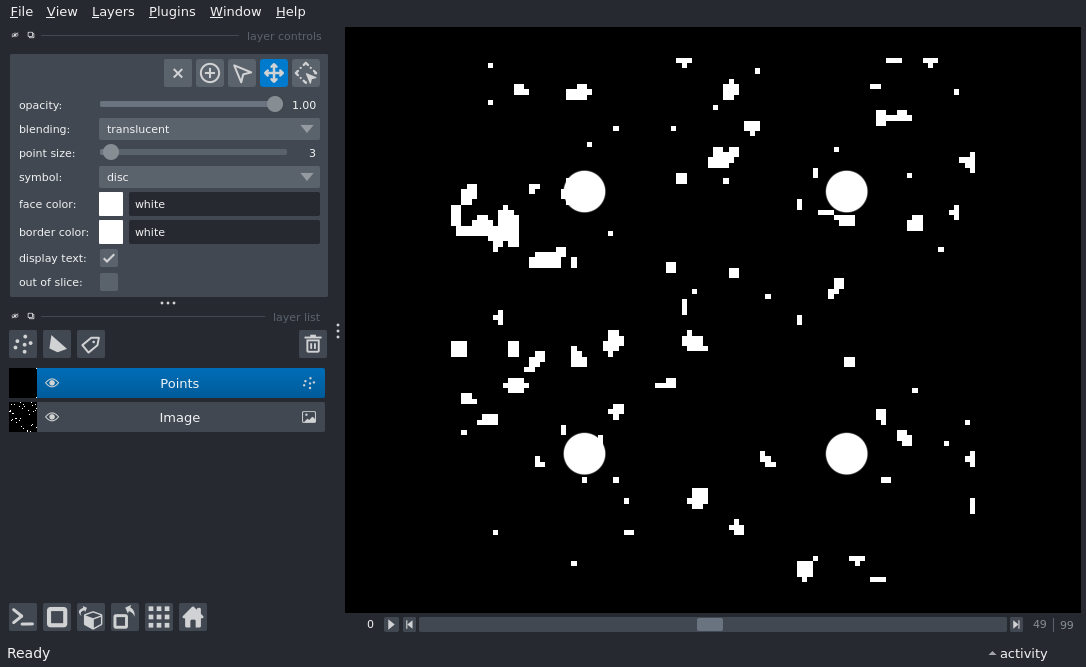 File View Layers Plugins Window Help
layer controls
opacity: 1.00
blending: translucent
point size: 3
symbol: disc
face color: white
border color: white
display text:
out of slice:
layer list
Points
Image
0 49 99
Ready activity